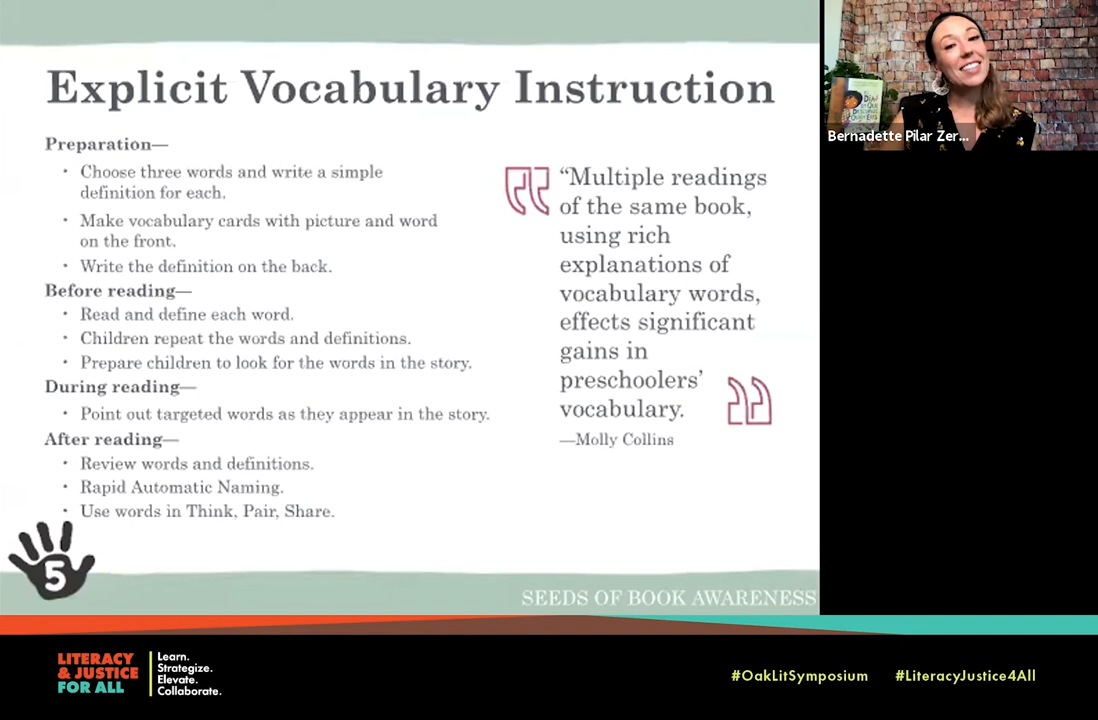 Explicit Vocabulary Instruction
Preparation—
• Choose three words and write a simple
definition for each.
• Make vocabulary cards with picture and word
on the front.
• Write the definition on the back.
Before reading—
• Read and define each word.
• Children repeat the words and definitions.
• Prepare children to look for the words in the story.
During reading—
• Point out targeted words as they appear in the story.
After reading—
• Review words and definitions.
• Rapid Automatic Naming.
• Use words in Think, Pair, Share.
“Multiple readings
of the same book,
using rich
explanations of
vocabulary words,
effects significant
gains in
preschoolers’
vocabulary.
—Molly Collins
5
SEEDS OF BOOK AWARENESS
Bernadette Pilar Zer...
LITERACY
& JUSTICE
FOR ALL
Learn.
Strategize.
Elevate.
Collaborate.
#OakLitSymposium
#LiteracyJustice4All